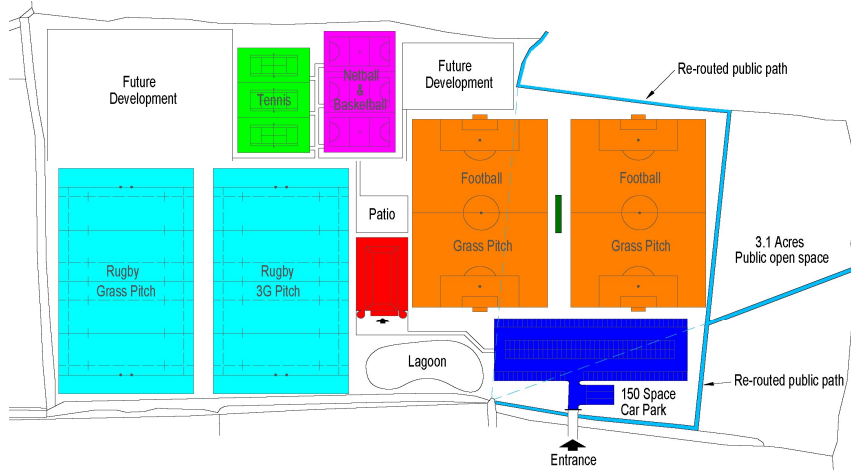 Future
Development
Tennis
Netball
&
Basketball
Future
Development
Re-routed public path
Football
Grass Pitch
Football
Grass Pitch
3.1 Acres
Public open space
Patio
Rugby
Grass Pitch
Rugby
3G Pitch
Lagoon
Re-routed public path
150 Space
Car Park
Entrance